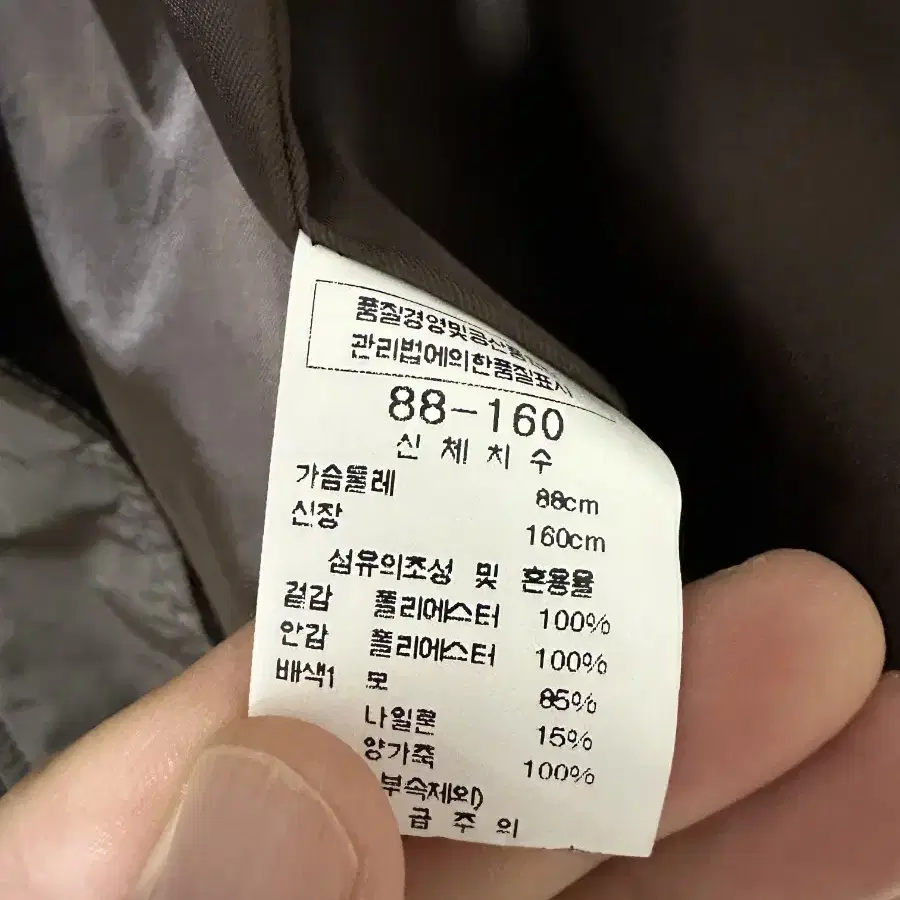 품질경영및공산품
관리법에의한품질표시
88-160
신 체 치 수
가슴둘레 88cm
신장 160cm
섬유의조성 및 혼용율
겉감 폴리에스터 100%
안감 폴리에스터 100%
배색1 모 85%
나일론 15%
양가죽 100%
부속제외)
급 주 의